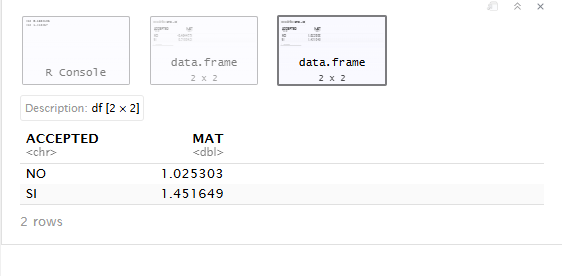 R Console
data.frame
2 x 2
data.frame
2 x 2
Description: df [2 × 2]
ACCEPTED MAT
<chr> <dbl>
NO 1.025303
SI 1.451649
2 rows